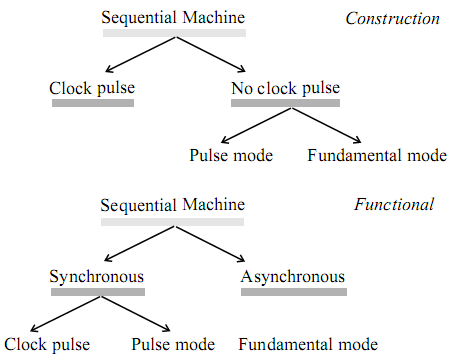 Sequential Machine Construction
Clock pulse No clock pulse
Pulse mode Fundamental mode
Sequential Machine Functional
Synchronous Asynchronous
Clock pulse Pulse mode Fundamental mode